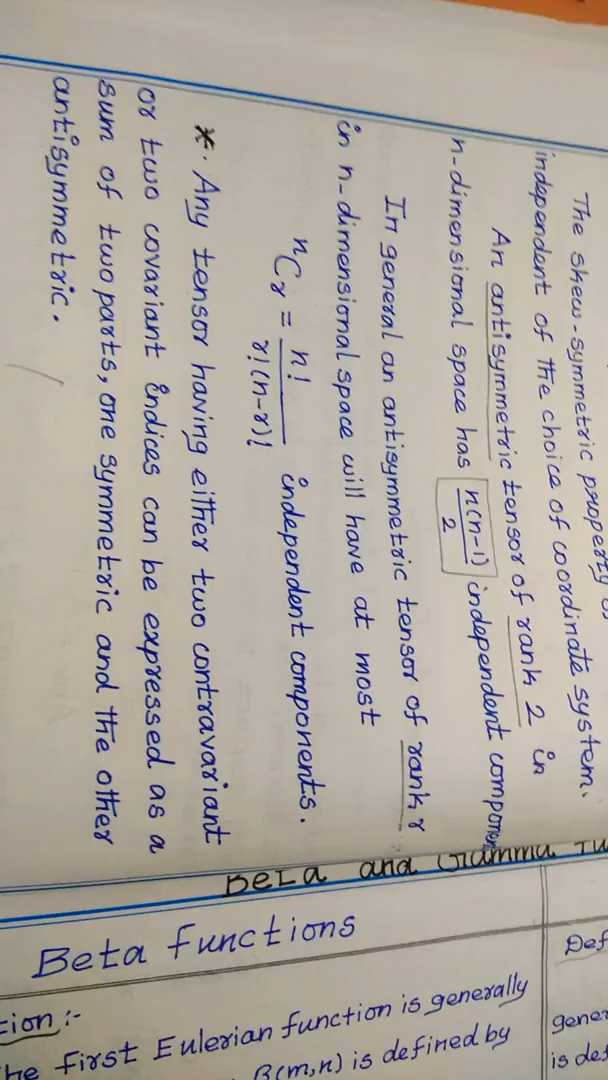 The skew-symmetric property
independent of the choice of coordinate system.
An antisymmetric tensor of rank 2 in
n-dimensional space has n(n-1)/2 independent componen
In general an antisymmetric tensor of rank r
in n-dimensional space will have at most
ⁿCᵣ = n!/r!(n-r)! independent components.
*. Any tensor having either two contravariant
or two covariant indices can be expressed as a
sum of two parts, one symmetric and the other
antisymmetric.
Beta and Gamma
Beta functions
tion :-
he first Eulerian function is generally
B(m,n) is defined by
Def
gener
is def